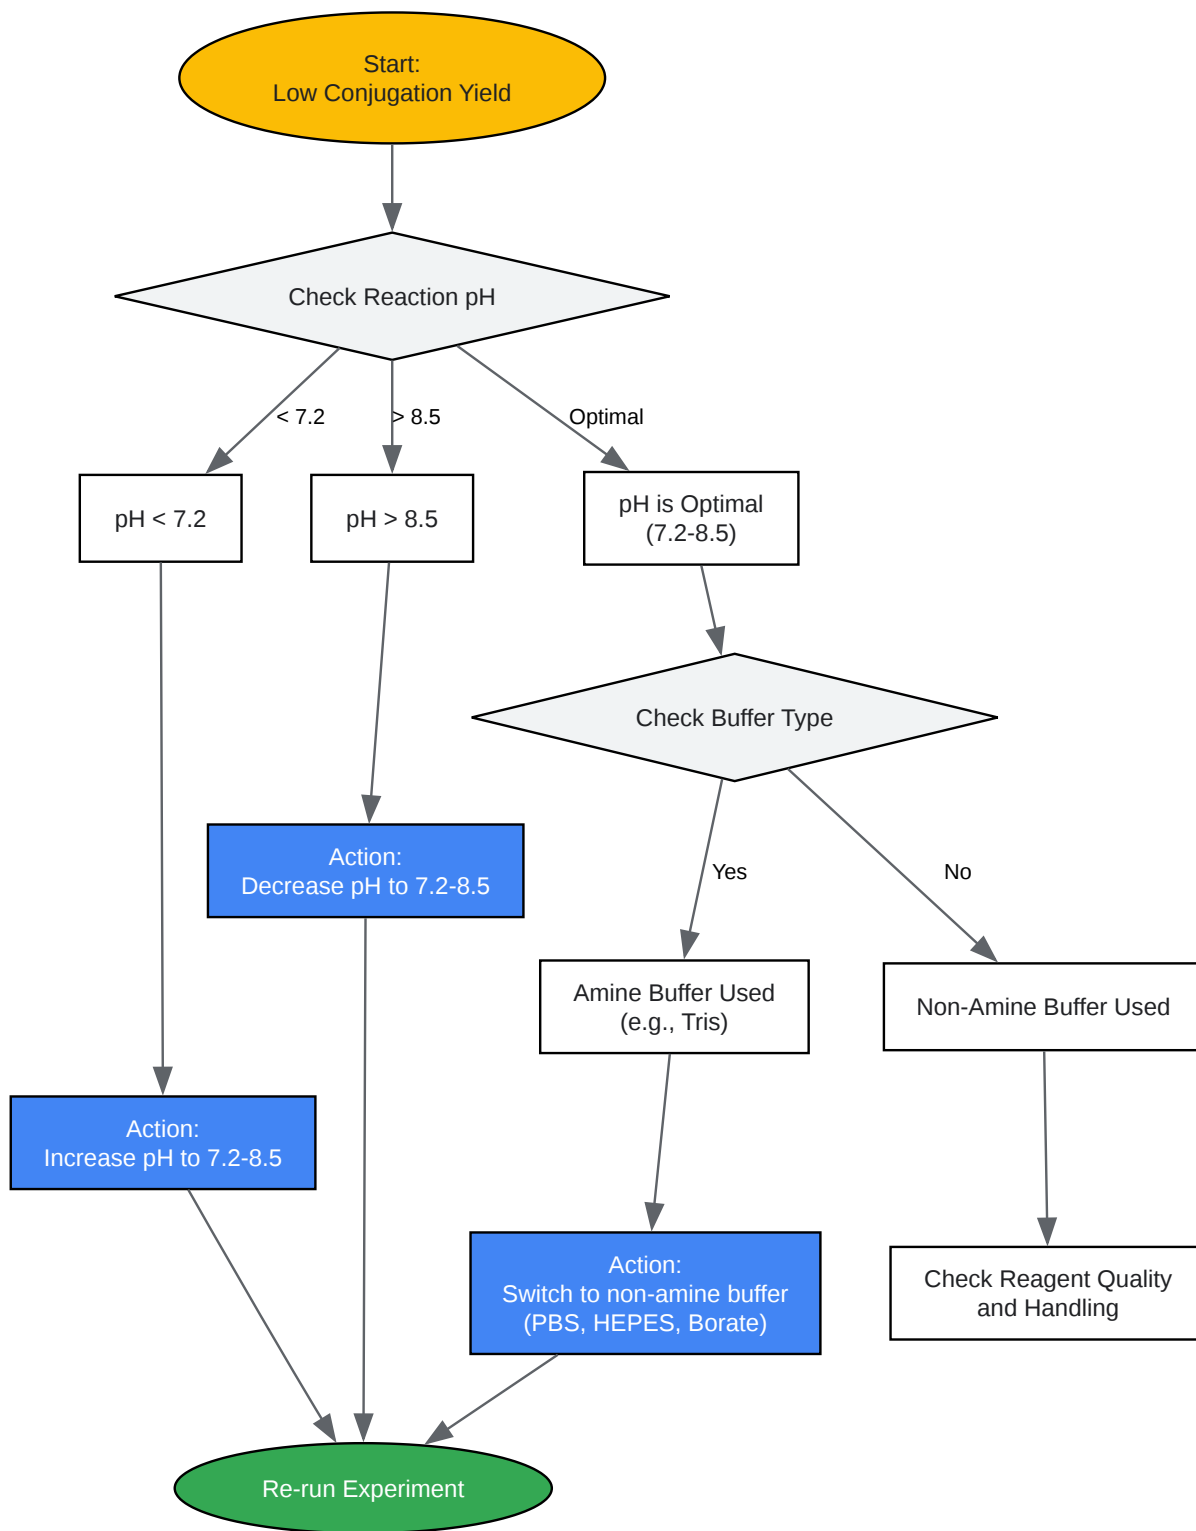 Start:
Low Conjugation Yield
Check Reaction pH
< 7.2
> 8.5
Optimal
pH < 7.2
pH > 8.5
pH is Optimal
(7.2-8.5)
Check Buffer Type
Action:
Decrease pH to 7.2-8.5
Yes
No
Amine Buffer Used
(e.g., Tris)
Non-Amine Buffer Used
Action:
Increase pH to 7.2-8.5
Action:
Switch to non-amine buffer
(PBS, HEPES, Borate)
Check Reagent Quality
and Handling
Re-run Experiment